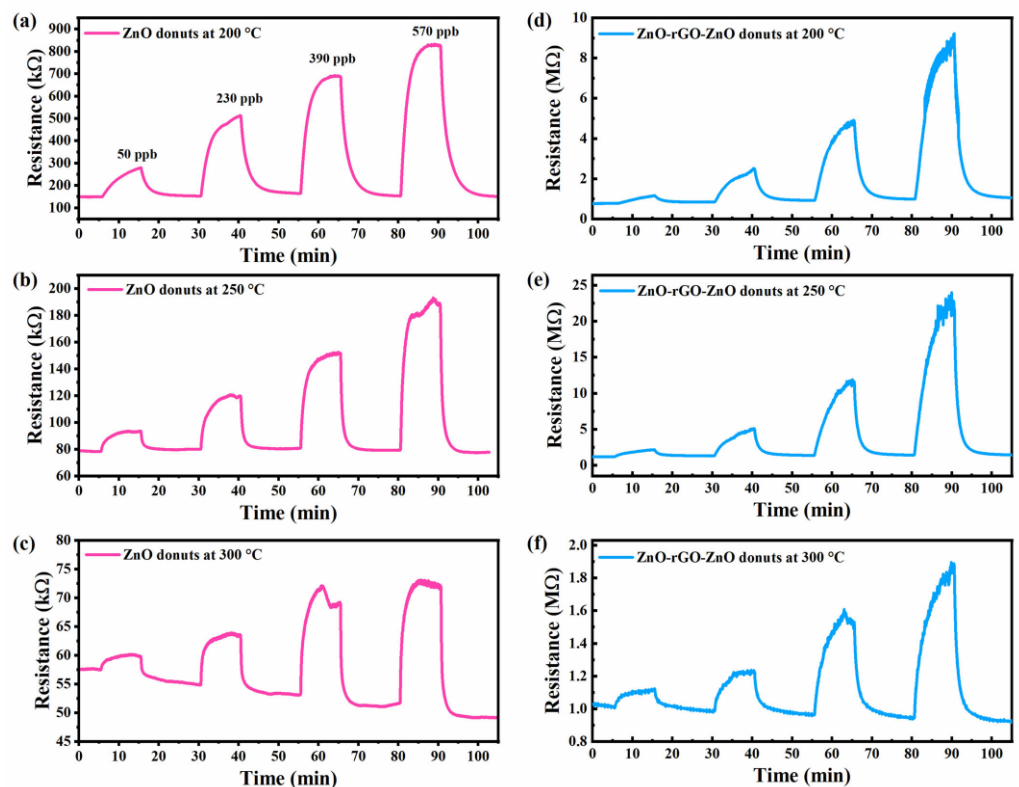 (a)
ZnO donuts at 200 °C
50 ppb
230 ppb
390 ppb
570 ppb
Resistance (kΩ)
900
800
700
600
500
400
300
200
100
0 10 20 30 40 50 60 70 80 90 100
Time (min)
(b)
ZnO donuts at 250 °C
Resistance (kΩ)
200
180
160
140
120
100
80
60
0 10 20 30 40 50 60 70 80 90 100
Time (min)
(c)
ZnO donuts at 300 °C
Resistance (kΩ)
80
75
70
65
60
55
50
45
0 10 20 30 40 50 60 70 80 90 100
Time (min)
(d)
ZnO-rGO-ZnO donuts at 200 °C
Resistance (MΩ)
10
8
6
4
2
0
0 10 20 30 40 50 60 70 80 90 100
Time (min)
(e)
ZnO-rGO-ZnO donuts at 250 °C
Resistance (MΩ)
25
20
15
10
5
0
0 10 20 30 40 50 60 70 80 90 100
Time (min)
(f)
ZnO-rGO-ZnO donuts at 300 °C
Resistance (MΩ)
2.0
1.8
1.6
1.4
1.2
1.0
0.8
0 10 20 30 40 50 60 70 80 90 100
Time (min)